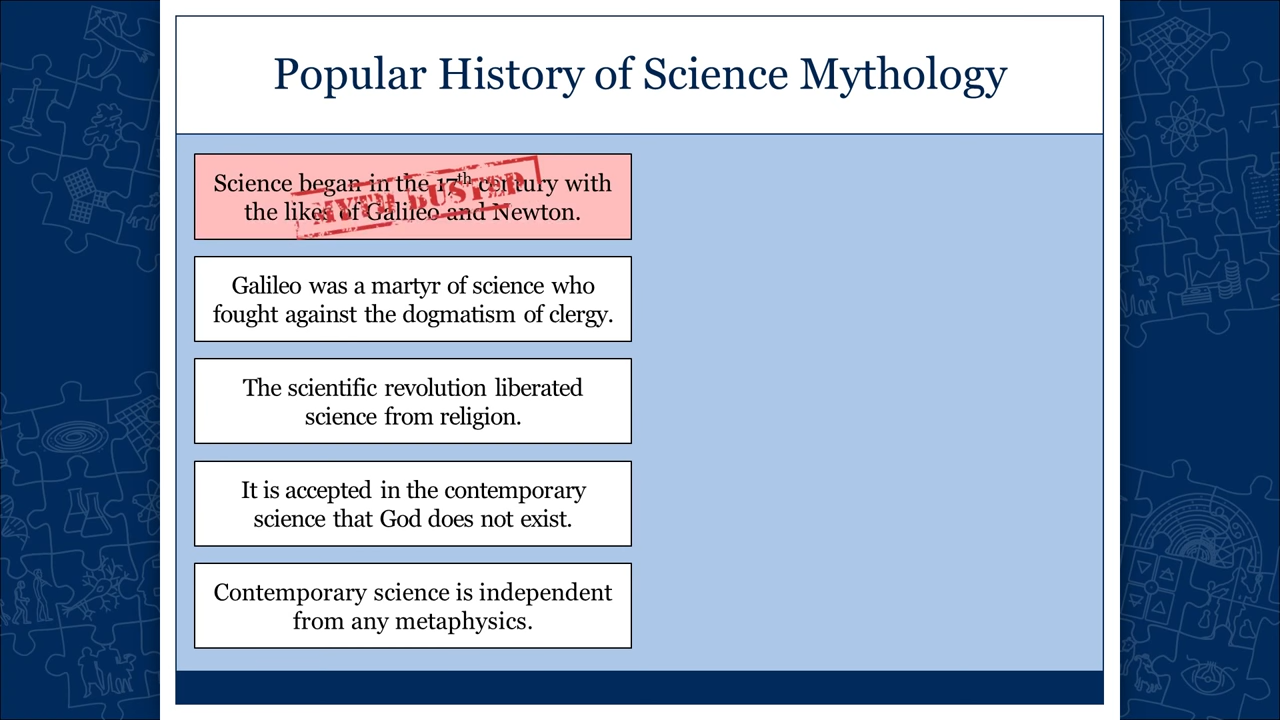 Popular History of Science Mythology
Science began in the 17th century with
the likes of Galileo and Newton.
MYTH BUSTED
Galileo was a martyr of science who
fought against the dogmatism of clergy.
The scientific revolution liberated
science from religion.
It is accepted in the contemporary
science that God does not exist.
Contemporary science is independent
from any metaphysics.